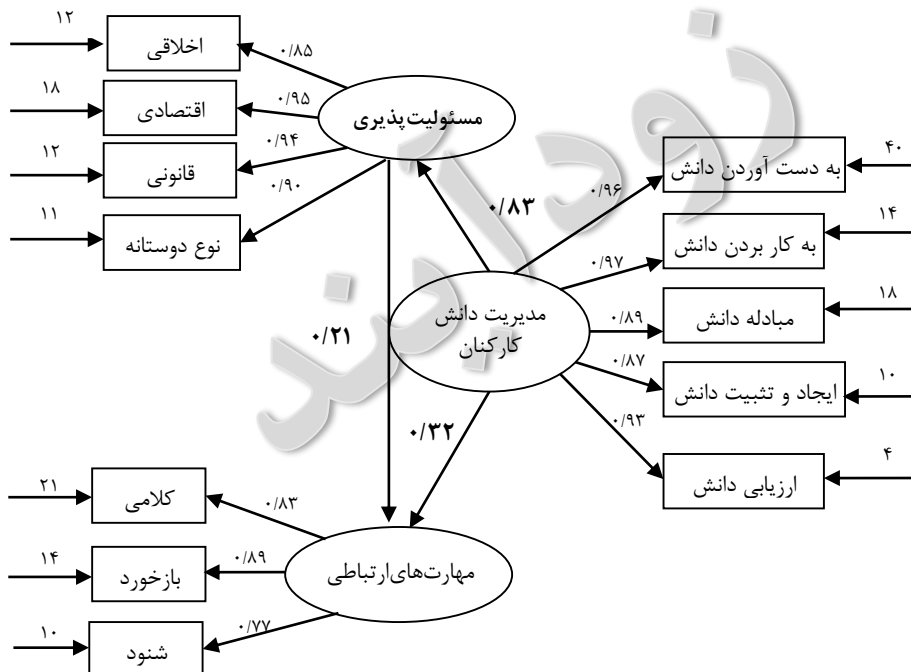 ۱۲
اخلاقی
۰/۸۵
۱۸
اقتصادی
۰/۹۵
مسئولیت‌پذیری
۱۲
قانونی
۰/۹۴
۱۱
نوع دوستانه
۰/۹۰
۰/۸۳
۰/۹۶
به دست آوردن دانش
۴۰
۰/۹۷
به کار بردن دانش
۱۴
مدیریت دانش
کارکنان
۰/۸۹
مبادله دانش
۱۸
۰/۲۱
۰/۸۷
ایجاد و تثبیت دانش
۱۰
۰/۳۲
۰/۹۳
ارزیابی دانش
۴
۲۱
کلامی
۰/۸۳
۱۴
بازخورد
۰/۸۹
مهارت‌های‌ارتباطی
۱۰
شنود
۰/۷۷
زودآیند